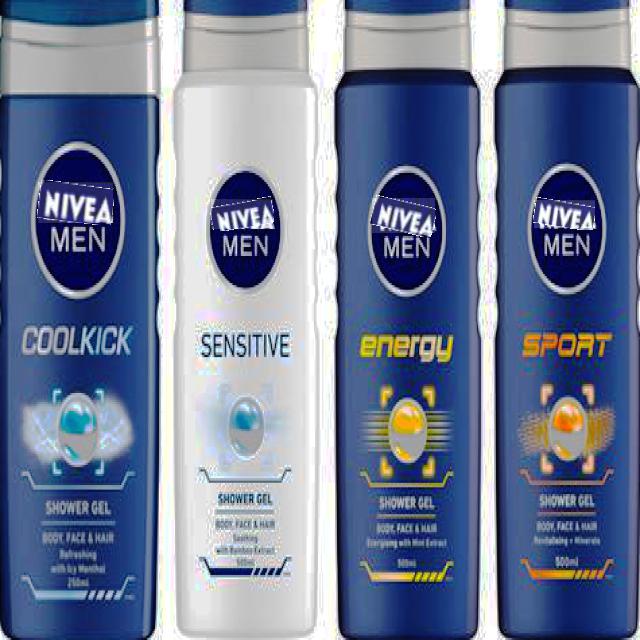 NIVEA
MEN
COOLKICK
SHOWER GEL
BODY, FACE & HAIR
Refreshing
with Icy Menthol
250ml
NIVEA
MEN
SENSITIVE
SHOWER GEL
BODY, FACE & HAIR
Soothing
with Bamboo Extract
500ml
NIVEA
MEN
energy
SHOWER GEL
BODY, FACE & HAIR
Energising with Mint Extract
500ml
NIVEA
MEN
SPORT
SHOWER GEL
BODY, FACE & HAIR
Revitalising + Minerals
500ml